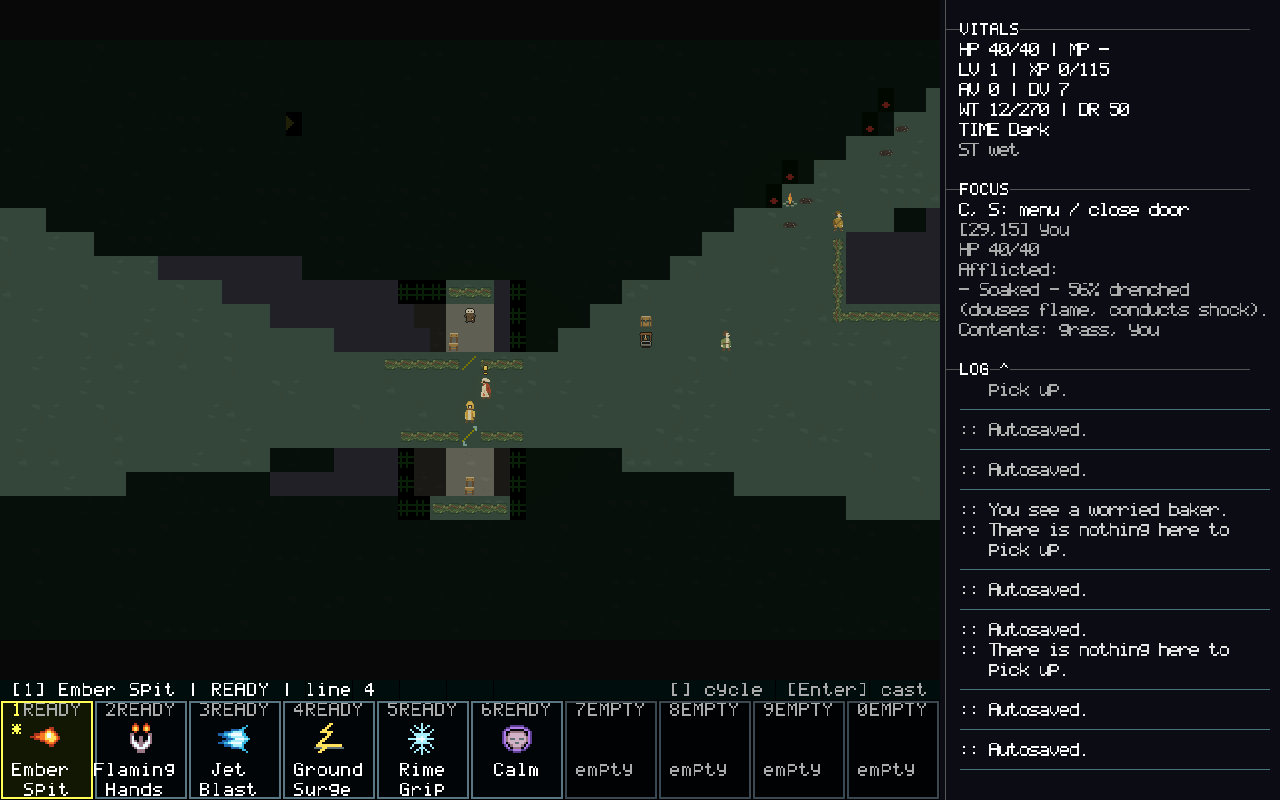 VITALS
HP 40/40 | MP -
LV 1 | XP 0/115
AV 0 | DV 7
WT 12/270 | DR 50
TIME Dark
ST wet
FOCUS
C, S: menu / close door
[29,15] You
HP 40/40
Afflicted:
- Soaked - 56% drenched
(douses flame, conducts shock).
Contents: grass, You
LOG ^
Pick up.
:: Autosaved.
:: Autosaved.
:: You see a worried baker.
:: There is nothing here to
Pick up.
:: Autosaved.
:: Autosaved.
:: There is nothing here to
Pick up.
:: Autosaved.
:: Autosaved.
[1] Ember Spit | READY | line 4
[] cycle [Enter] cast
1READY 2READY 3READY 4READY 5READY 6READY 7EMPTY 8EMPTY 9EMPTY 0EMPTY
*
Ember Flaming Jet Ground Rime Calm empty empty empty empty
Spit Hands Blast Surge Grip